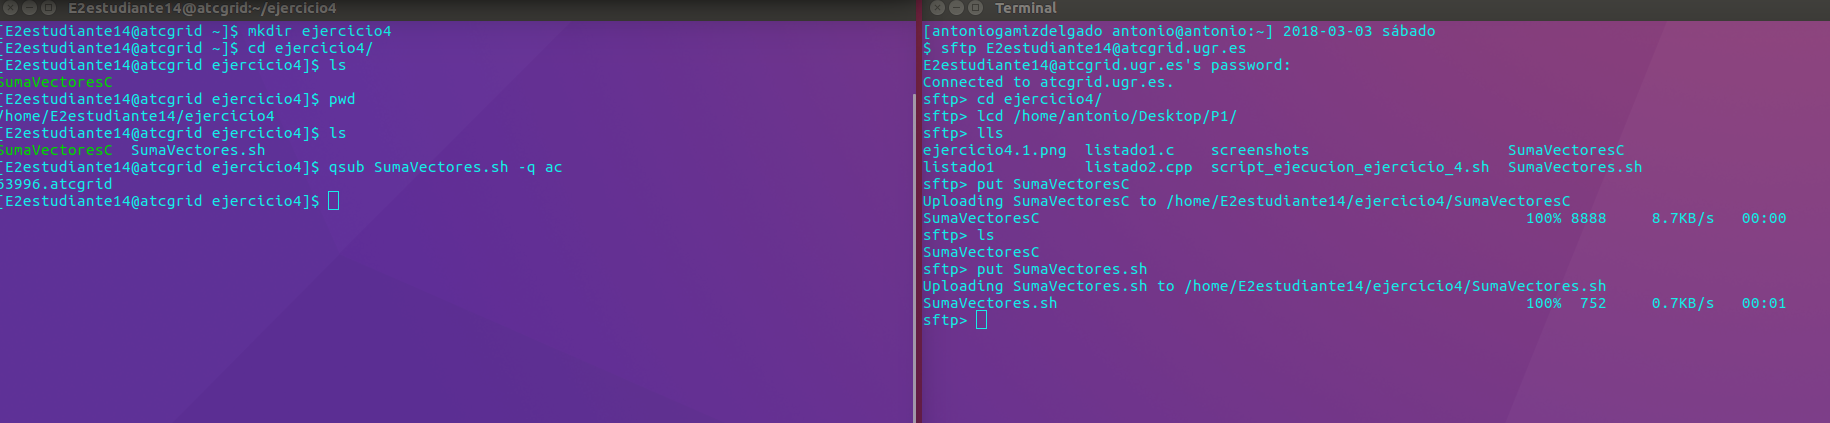 E2estudiante14@atcgrid:~/ejercicio4
[E2estudiante14@atcgrid ~]$ mkdir ejercicio4
[E2estudiante14@atcgrid ~]$ cd ejercicio4/
[E2estudiante14@atcgrid ejercicio4]$ ls
SumaVectoresC
[E2estudiante14@atcgrid ejercicio4]$ pwd
/home/E2estudiante14/ejercicio4
[E2estudiante14@atcgrid ejercicio4]$ ls
SumaVectoresC  SumaVectores.sh
[E2estudiante14@atcgrid ejercicio4]$ qsub SumaVectores.sh -q ac
63996.atcgrid
[E2estudiante14@atcgrid ejercicio4]$
Terminal
[antoniogamizdelgado antonio@antonio:~] 2018-03-03 sábado
$ sftp E2estudiante14@atcgrid.ugr.es
E2estudiante14@atcgrid.ugr.es's password:
Connected to atcgrid.ugr.es.
sftp> cd ejercicio4/
sftp> lcd /home/antonio/Desktop/P1/
sftp> lls
ejercicio4.1.png  listado1.c    screenshots                      SumaVectoresC
listado1          listado2.cpp  script_ejecucion_ejercicio_4.sh  SumaVectores.sh
sftp> put SumaVectoresC
Uploading SumaVectoresC to /home/E2estudiante14/ejercicio4/SumaVectoresC
SumaVectoresC                                                      100% 8888     8.7KB/s   00:00
sftp> ls
SumaVectoresC
sftp> put SumaVectores.sh
Uploading SumaVectores.sh to /home/E2estudiante14/ejercicio4/SumaVectores.sh
SumaVectores.sh                                                    100%  752     0.7KB/s   00:01
sftp>